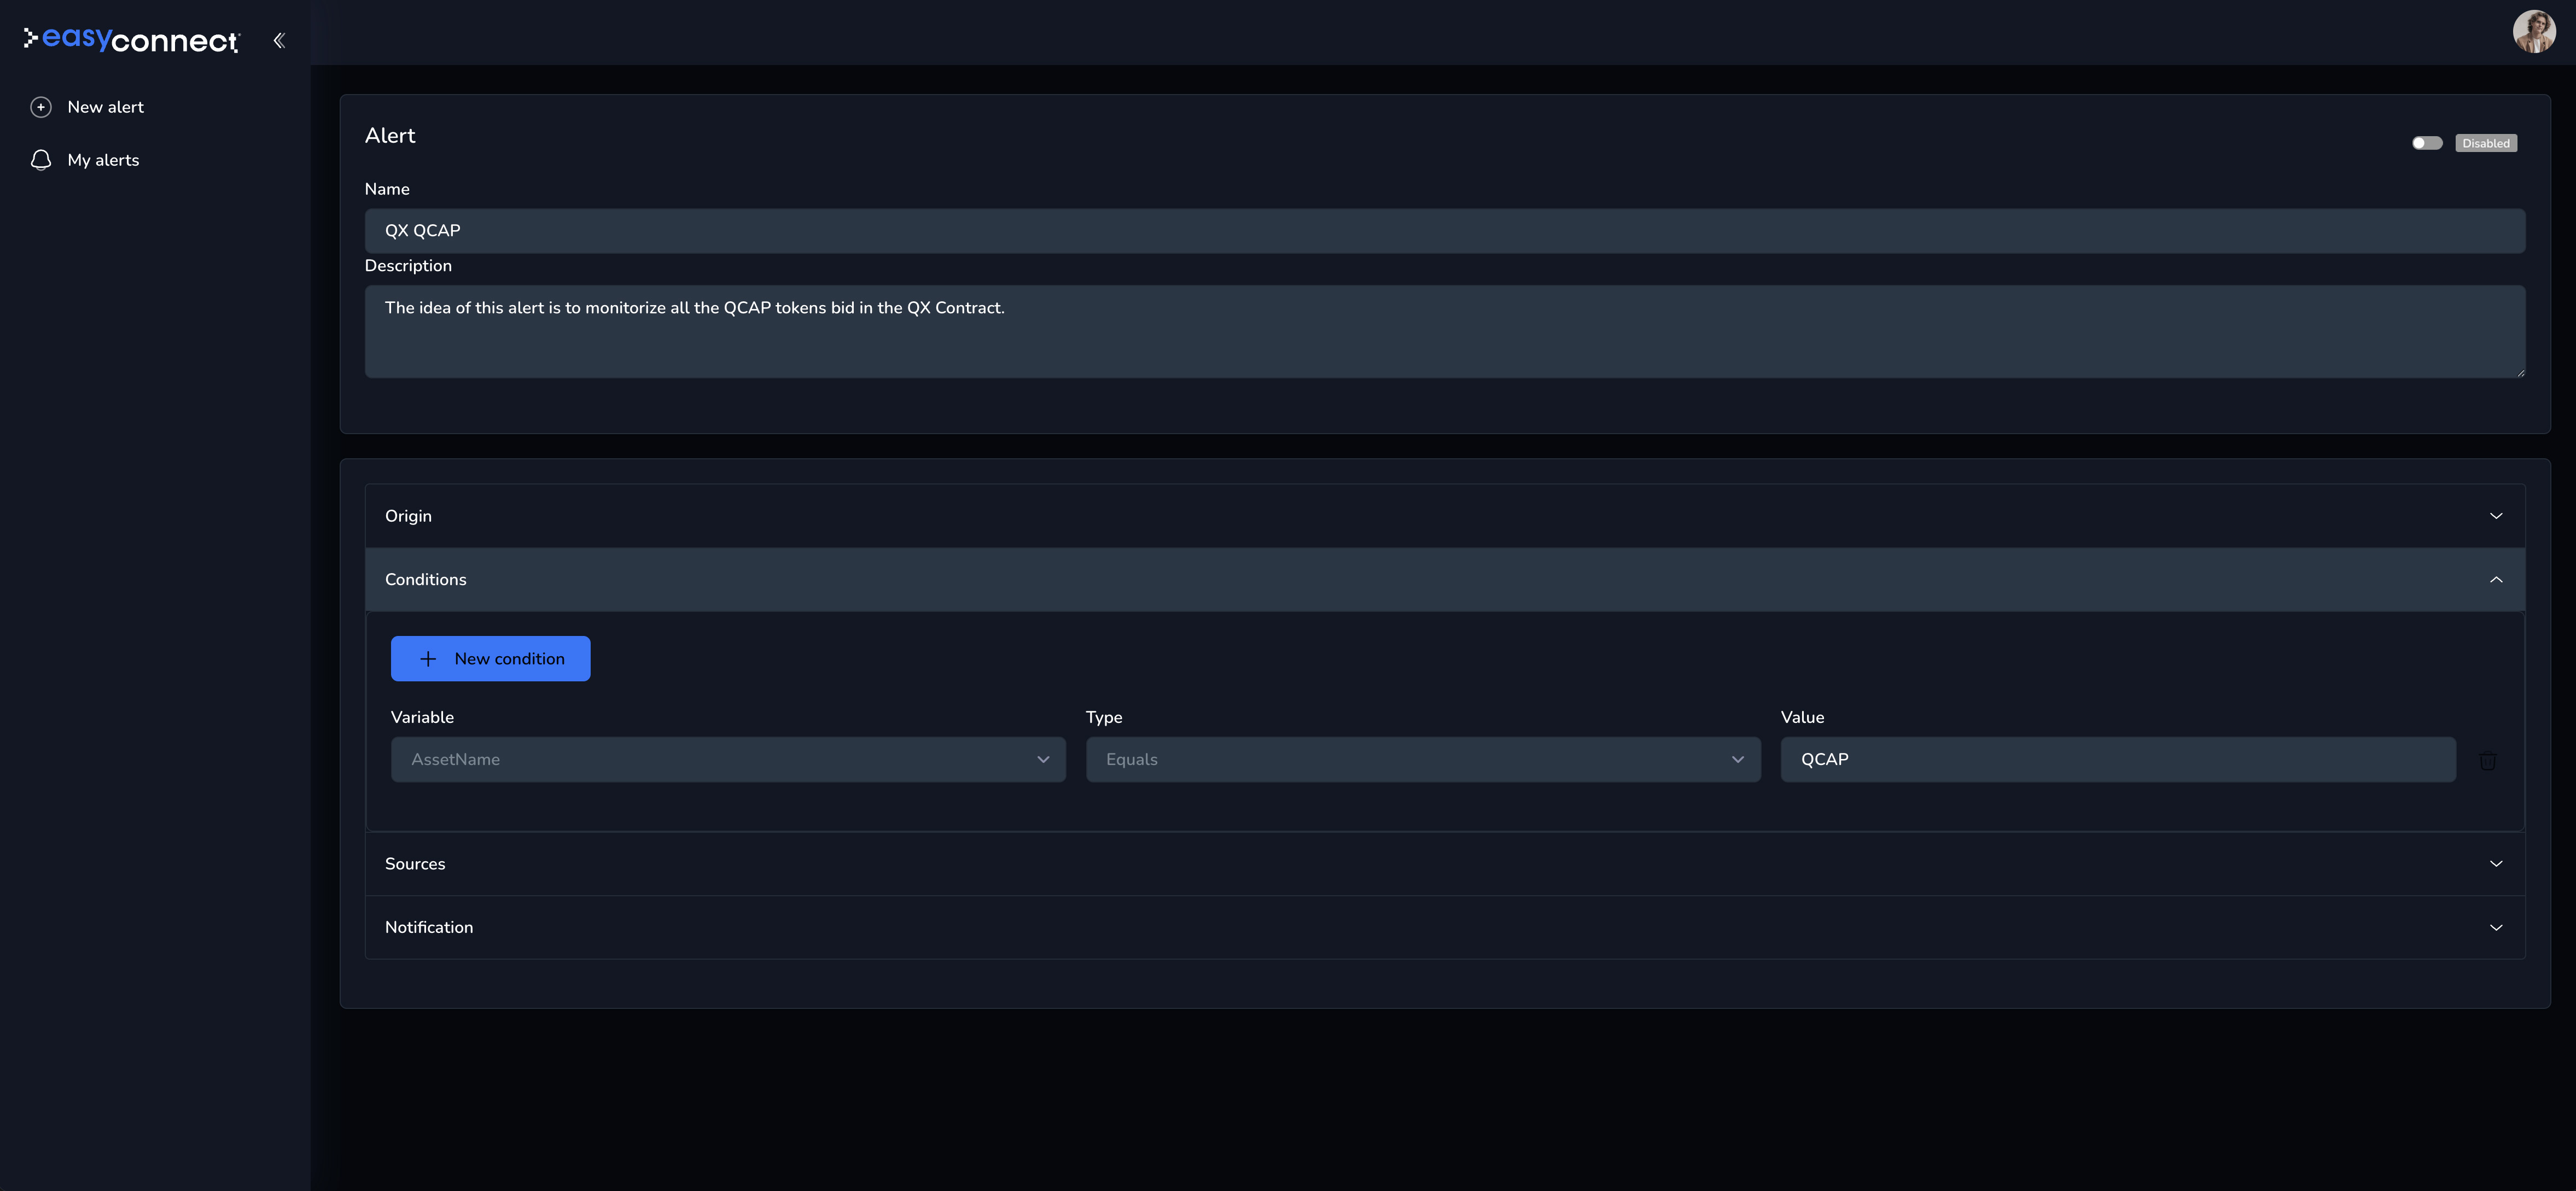 easyconnect
New alert
My alerts
Alert
Disabled
Name
QX QCAP
Description
The idea of this alert is to monitorize all the QCAP tokens bid in the QX Contract.
Origin
Conditions
New condition
Variable Type Value
AssetName Equals QCAP
Sources
Notification